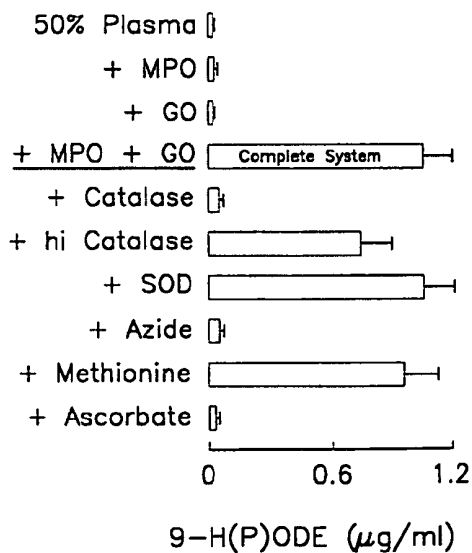 50% Plasma
+ MPO
+ GO
+ MPO + GO
Complete System
+ Catalase
+ hi Catalase
+ SOD
+ Azide
+ Methionine
+ Ascorbate
0 0.6 1.2
9-H(P)ODE (μg/ml)